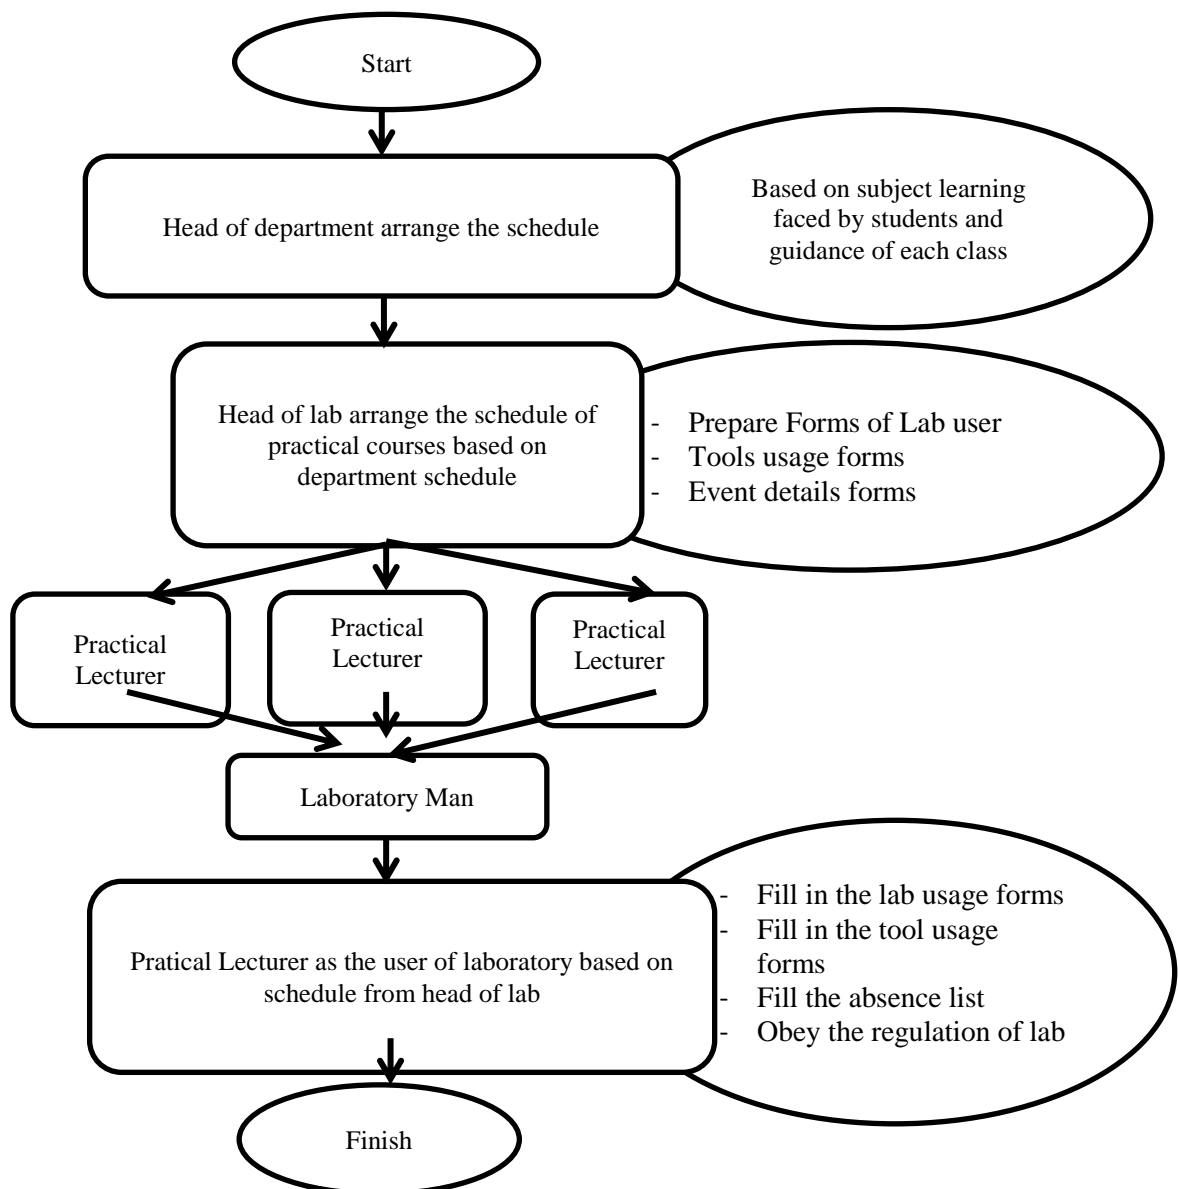 Start
Head of department arrange the schedule
Based on subject learning
faced by students and
guidance of each class
Head of lab arrange the schedule of
practical courses based on
department schedule
- Prepare Forms of Lab user
- Tools usage forms
- Event details forms
Practical
Lecturer
Practical
Lecturer
Practical
Lecturer
Laboratory Man
Pratical Lecturer as the user of laboratory based on
schedule from head of lab
- Fill in the lab usage forms
- Fill in the tool usage
forms
- Fill the absence list
- Obey the regulation of lab
Finish